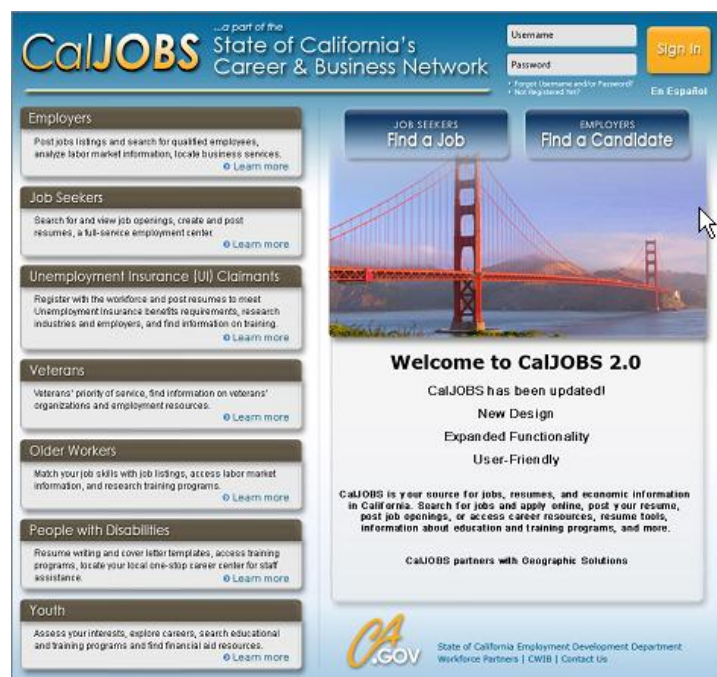 CalJOBS
...a part of the
State of California's
Career & Business Network
Username
Password
Sign In
Forgot Username and/or Password?
Not Registered Yet?
En Español
Employers
Post jobs listings and search for qualified employees,
analyze labor market information, locate business services.
Learn more
Job Seekers
Search for and view job openings, create and post
resumes, a full-service employment center.
Learn more
Unemployment Insurance (UI) Claimants
Register with the workforce and post resumes to meet
Unemployment Insurance benefits requirements, research
industries and employers, and find information on training.
Learn more
Veterans
Veterans' priority of service, find information on veterans'
organizations and employment resources.
Learn more
Older Workers
Match your job skills with job listings, access labor market
information, and research training programs.
Learn more
People with Disabilities
Resume writing and cover letter templates, access training
programs, locate your local one-stop career center for staff
assistance.
Learn more
Youth
Assess your interests, explore careers, search educational
and training programs and find financial aid resources.
Learn more
JOB SEEKERS
Find a Job
EMPLOYERS
Find a Candidate
Welcome to CalJOBS 2.0
CalJOBS has been updated!
New Design
Expanded Functionality
User-Friendly
CalJOBS is your source for jobs, resumes, and economic information
in California. Search for jobs and apply online, post your resume,
post job openings, or access career resources, resume tools,
information about education and training programs, and more.
CalJOBS partners with Geographic Solutions
CA.GOV
State of California Employment Development Department
Workforce Partners | CWIB | Contact Us